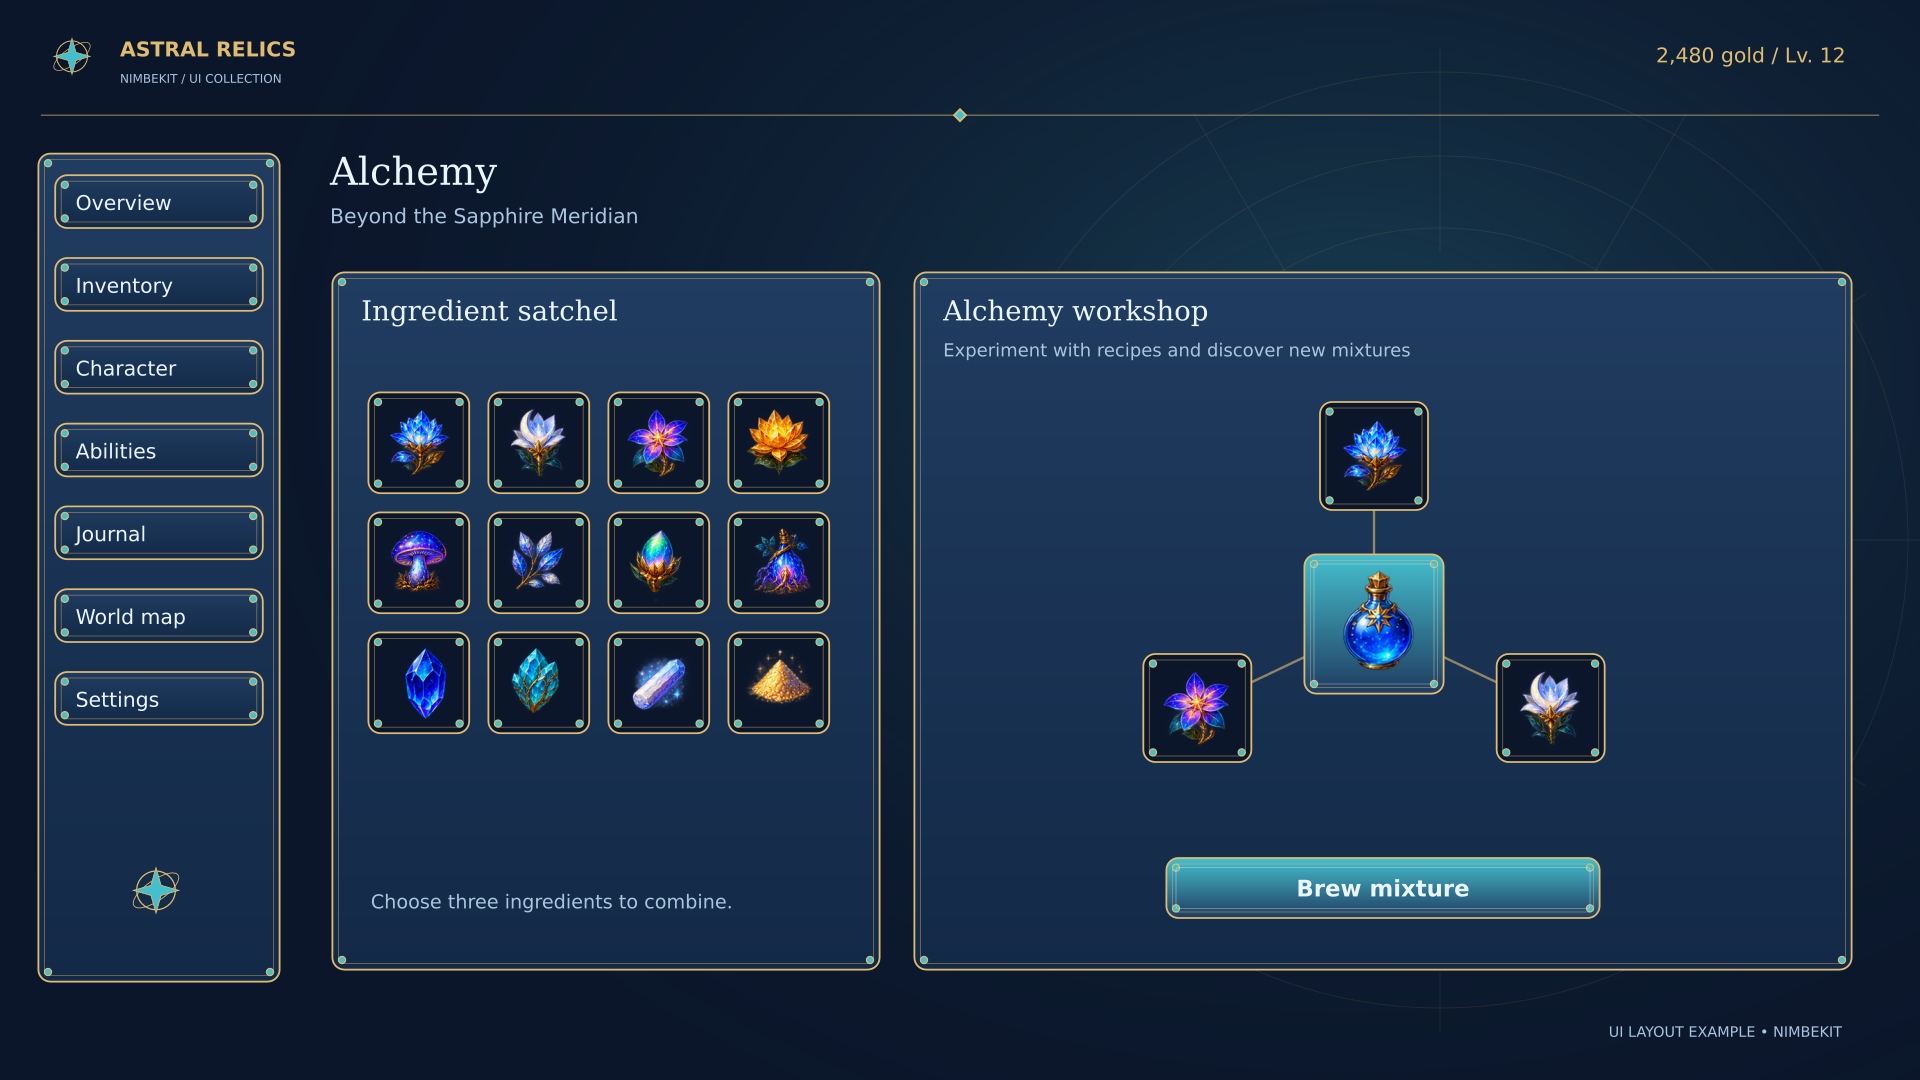 ASTRAL RELICS
NIMBEKIT / UI COLLECTION
2,480 gold / Lv. 12
Overview
Inventory
Character
Abilities
Journal
World map
Settings
Alchemy
Beyond the Sapphire Meridian
Ingredient satchel
Choose three ingredients to combine.
Alchemy workshop
Experiment with recipes and discover new mixtures
Brew mixture
UI LAYOUT EXAMPLE • NIMBEKIT